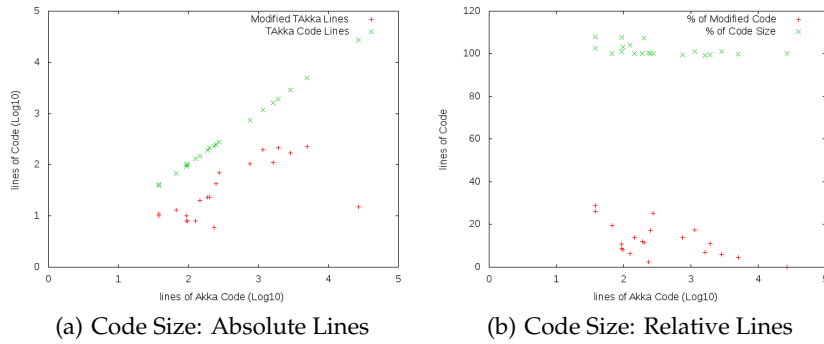 Modified TAkka Lines
TAkka Code Lines
5
4
3
2
1
0
lines of Code (Log10)
0
1
2
3
4
5
lines of Akka Code (Log10)
(a) Code Size: Absolute Lines
% of Modified Code
% of Code Size
120
100
80
60
40
20
0
lines of Code
0
1
2
3
4
5
lines of Akka Code (Log10)
(b) Code Size: Relative Lines